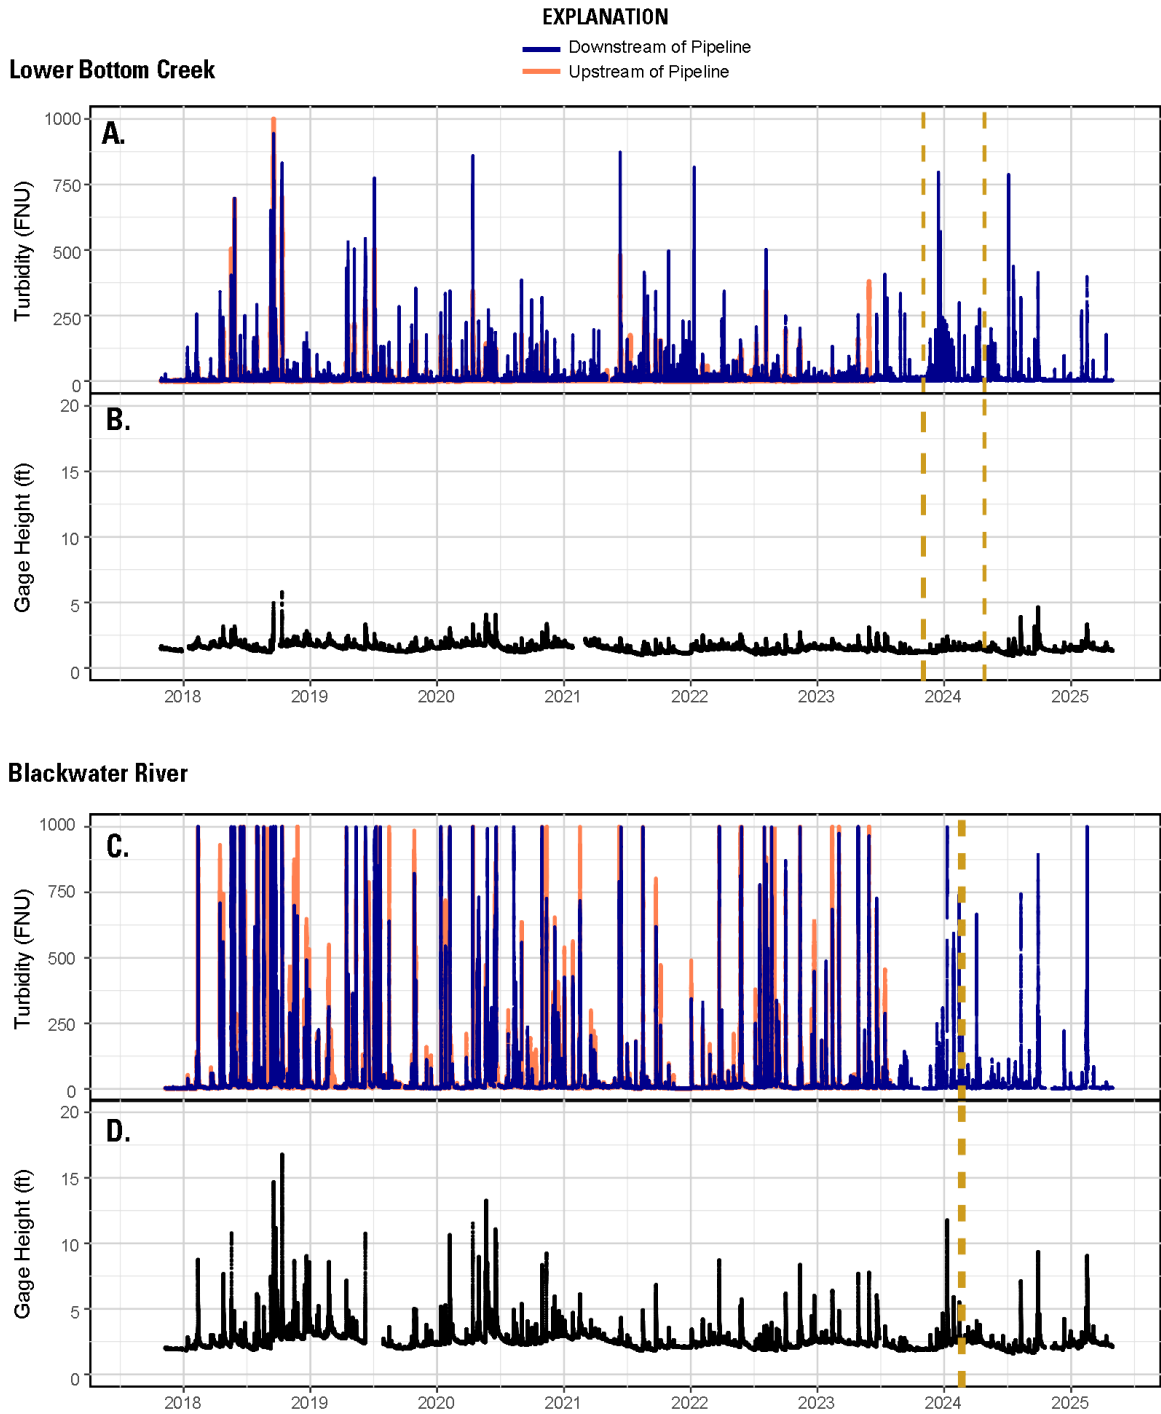 EXPLANATION
Downstream of Pipeline
Upstream of Pipeline
Lower Bottom Creek
A.
1000
750
500
250
0
Turbidity (FNU)
B.
20
15
10
5
0
Gage Height (ft)
2018 2019 2020 2021 2022 2023 2024 2025
Blackwater River
C.
1000
750
500
250
0
Turbidity (FNU)
D.
20
15
10
5
0
Gage Height (ft)
2018 2019 2020 2021 2022 2023 2024 2025